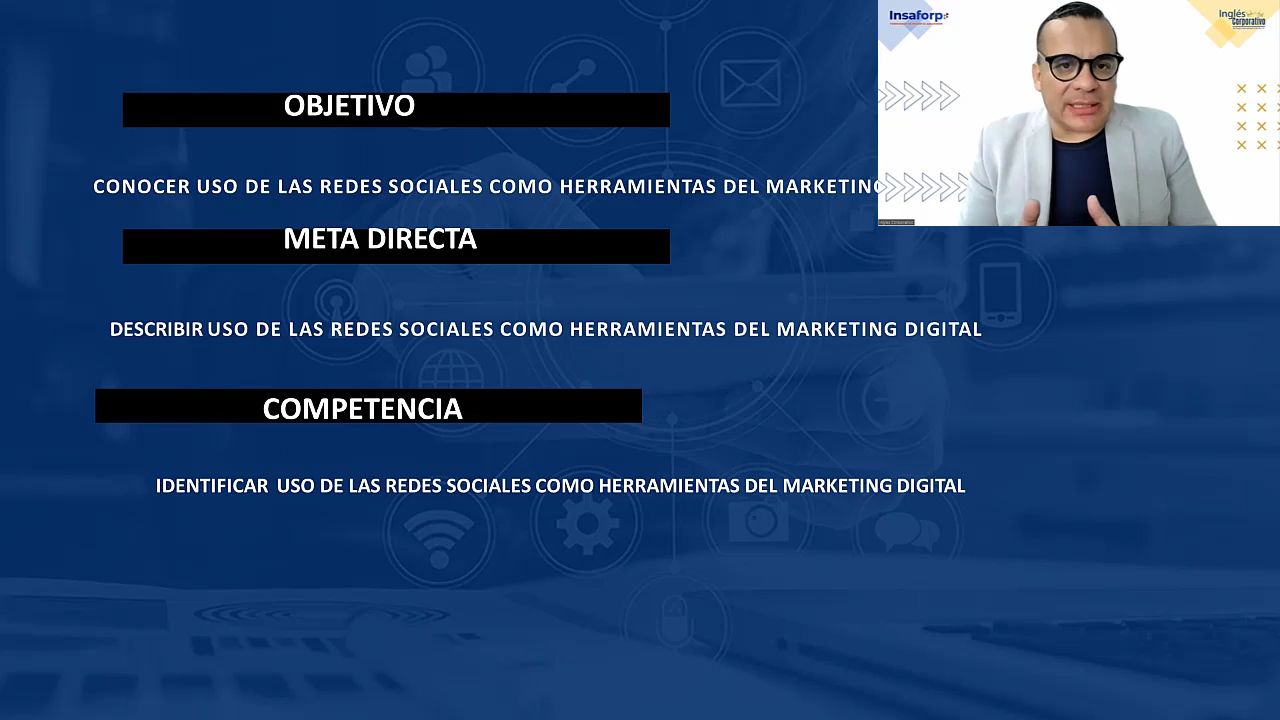 Insaforp
Inglés
Corporativo
OBJETIVO
CONOCER USO DE LAS REDES SOCIALES COMO HERRAMIENTAS DEL MARKETING
META DIRECTA
DESCRIBIR USO DE LAS REDES SOCIALES COMO HERRAMIENTAS DEL MARKETING DIGITAL
COMPETENCIA
IDENTIFICAR USO DE LAS REDES SOCIALES COMO HERRAMIENTAS DEL MARKETING DIGITAL